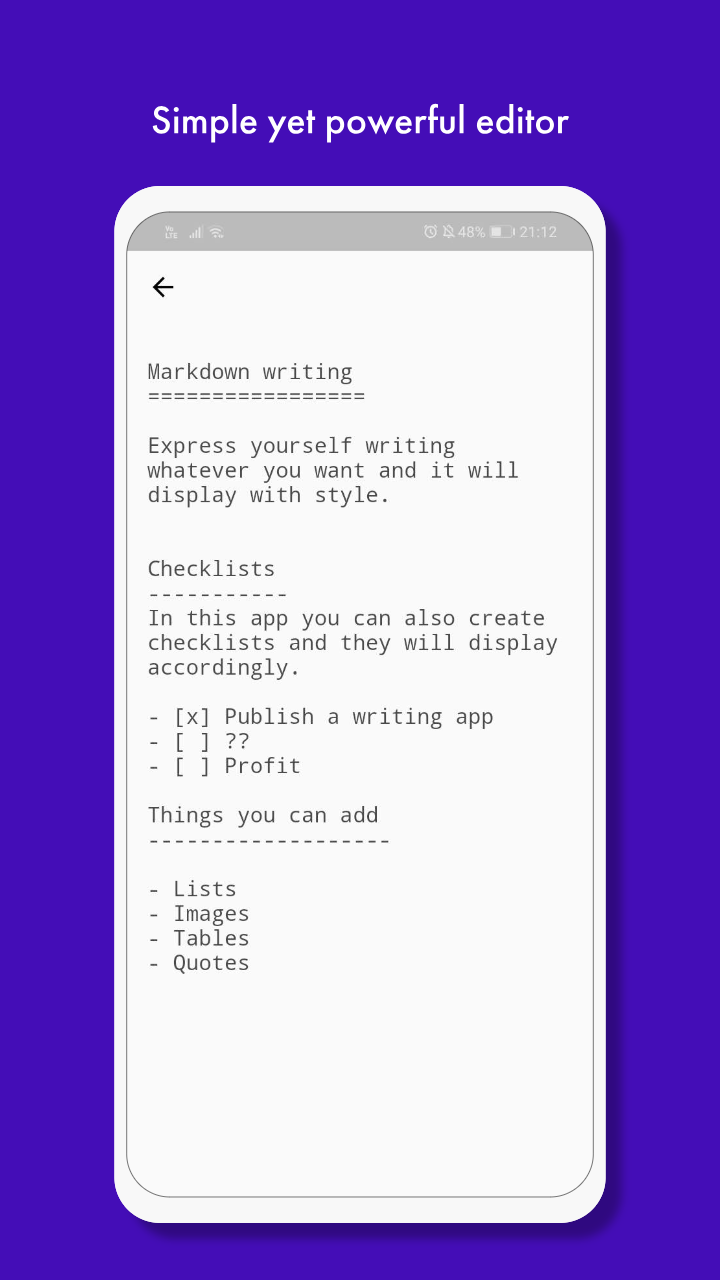 Simple yet powerful editor
Vo
LTE
48%
21:12
Markdown writing
=================
Express yourself writing
whatever you want and it will
display with style.
Checklists
-----------
In this app you can also create
checklists and they will display
accordingly.
- [x] Publish a writing app
- [ ] ??
- [ ] Profit
Things you can add
-------------------
- Lists
- Images
- Tables
- Quotes